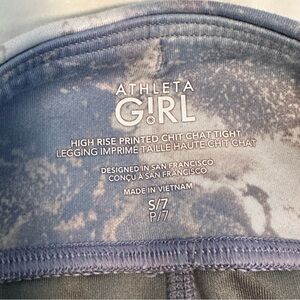 ATHLETA
GIRL
HIGH RISE PRINTED CHIT CHAT TIGHT
LEGGING IMPRIMÉ TAILLE HAUTE CHIT CHAT
DESIGNED IN SAN FRANCISCO
CONÇU À SAN FRANCISCO
MADE IN VIETNAM
S/7
P/7